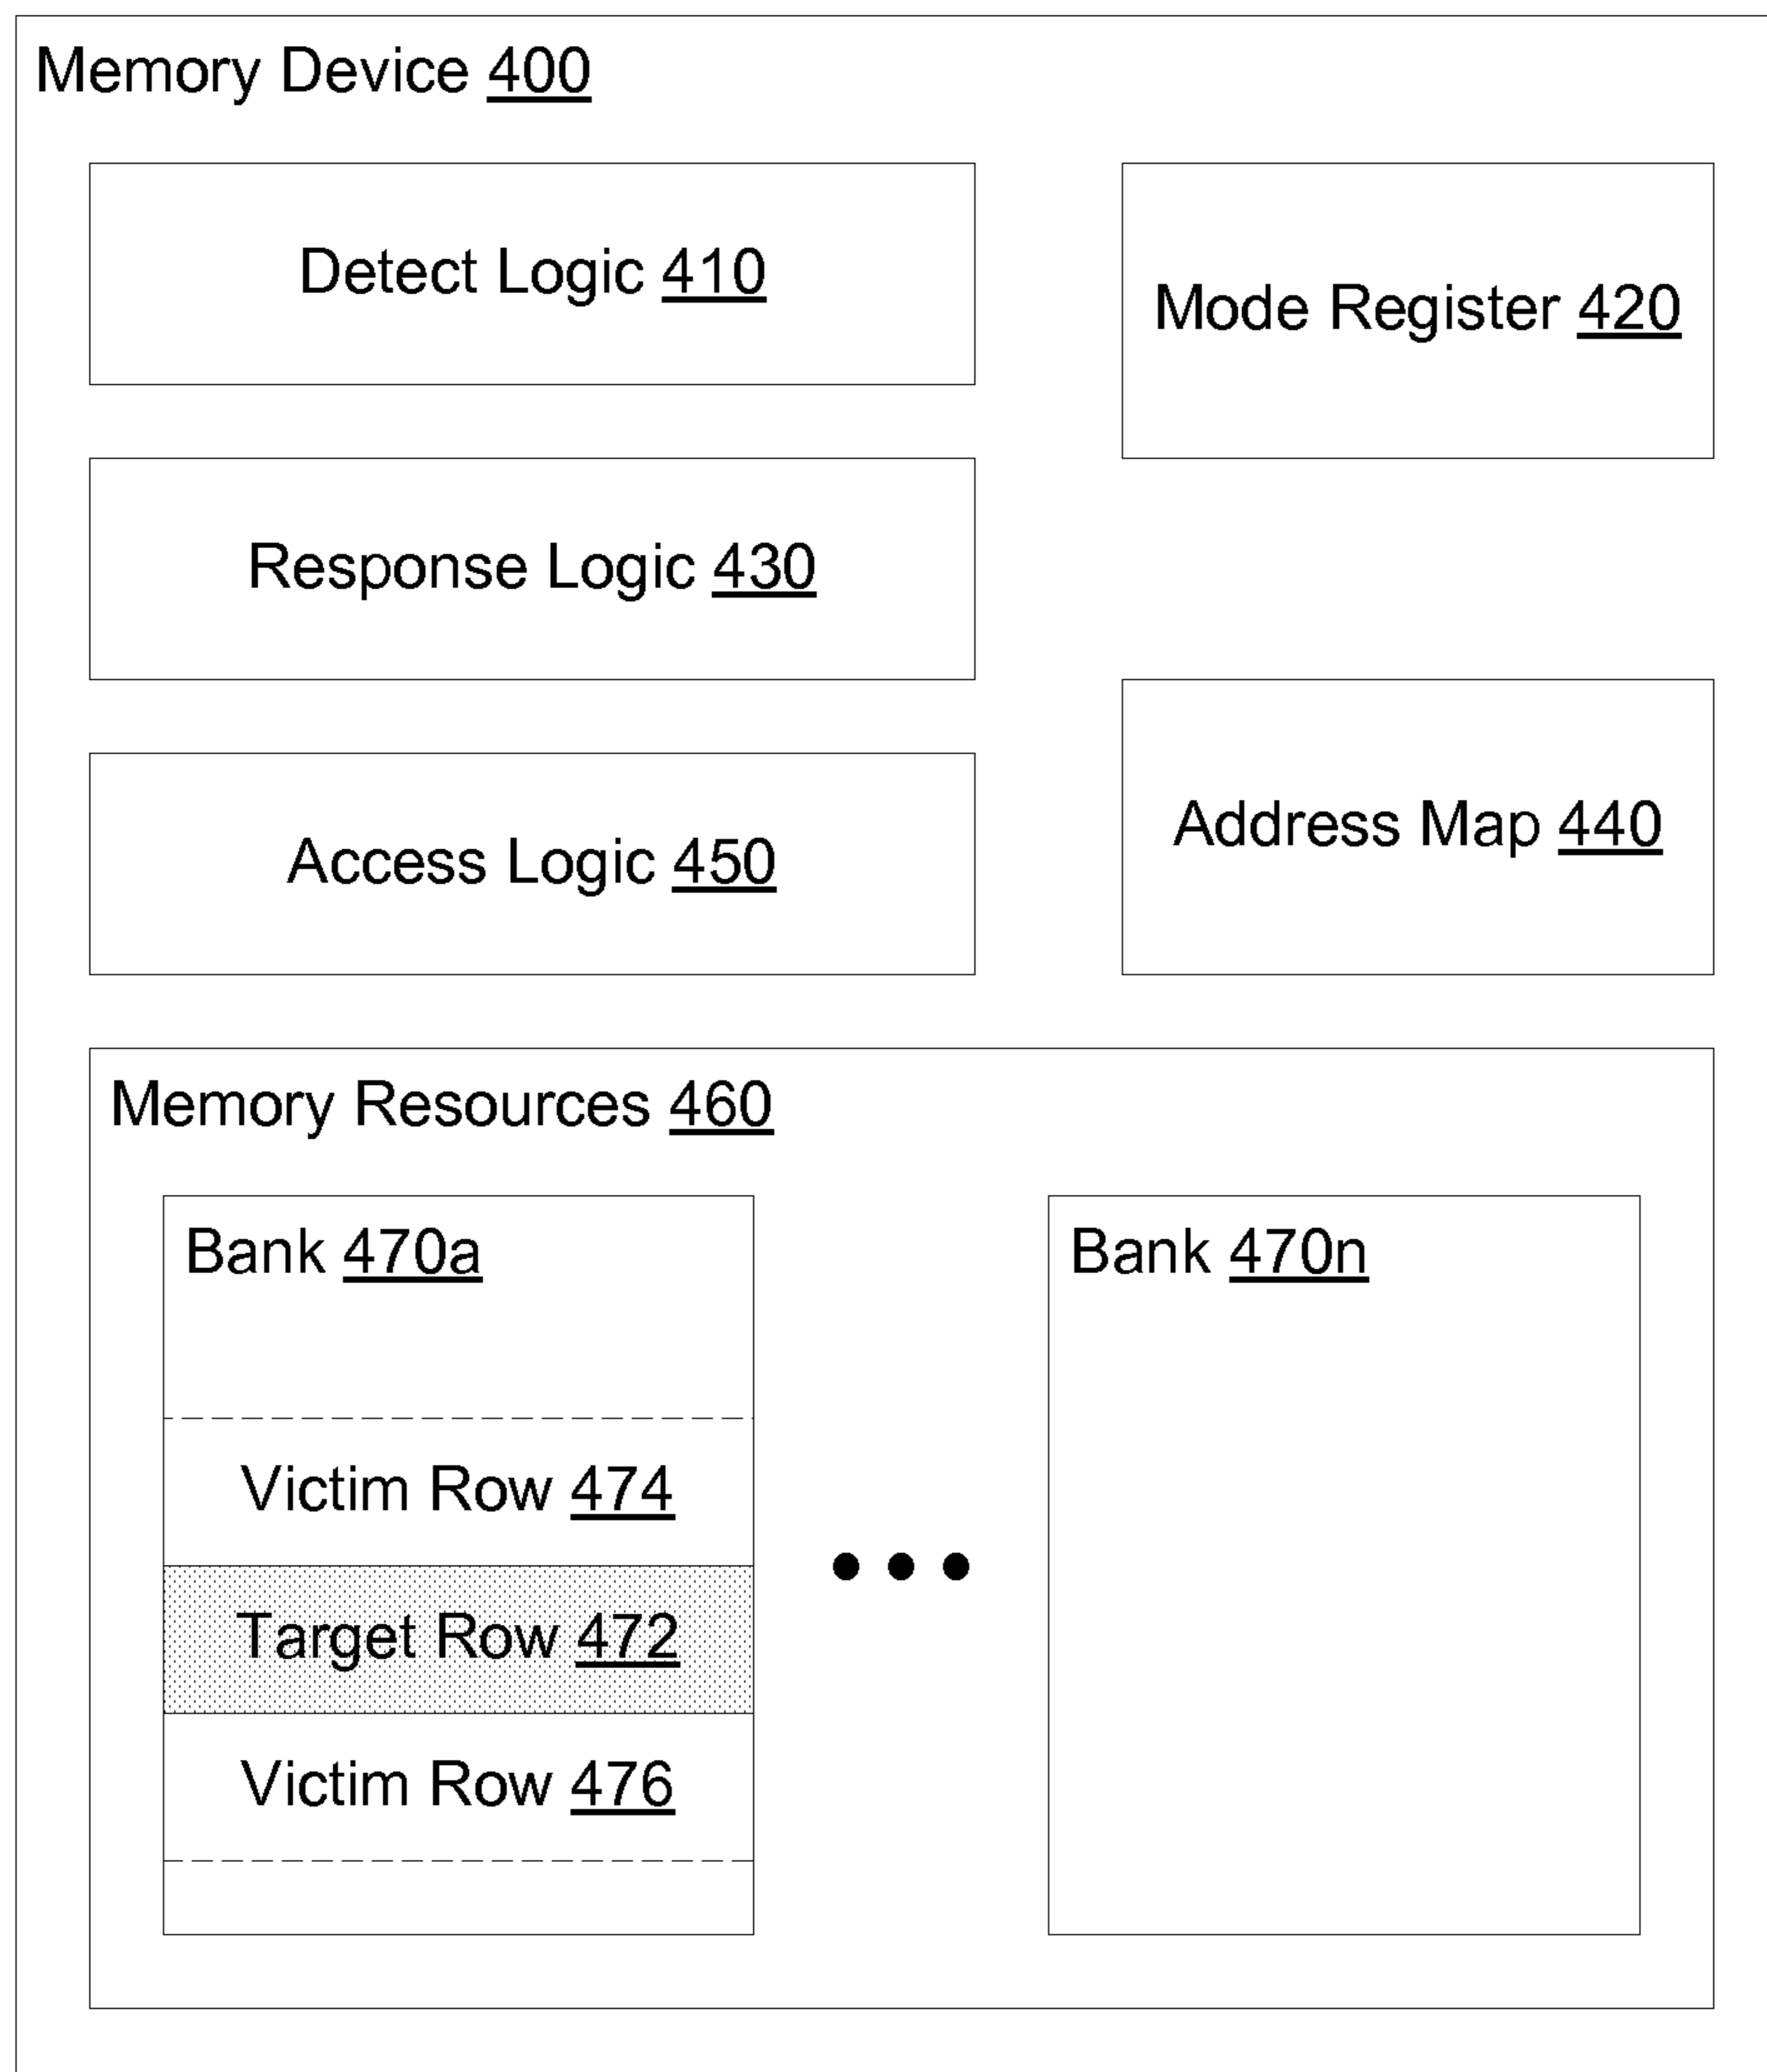 Memory Device 400
Detect Logic 410
Mode Register 420
Response Logic 430
Address Map 440
Access Logic 450
Memory Resources 460
Bank 470a
Bank 470n
Victim Row 474
Target Row 472
Victim Row 476